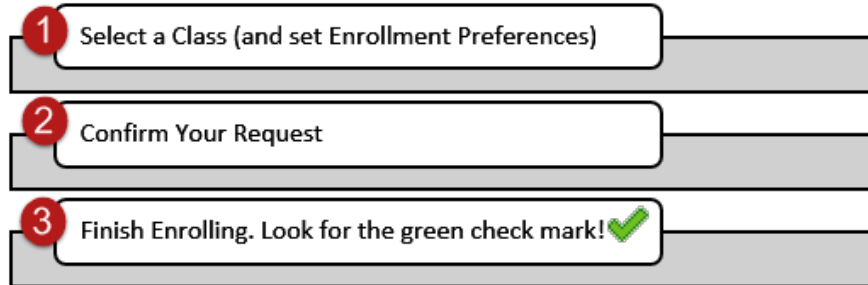 1 Select a Class (and set Enrollment Preferences)
2 Confirm Your Request
3 Finish Enrolling. Look for the green check mark!